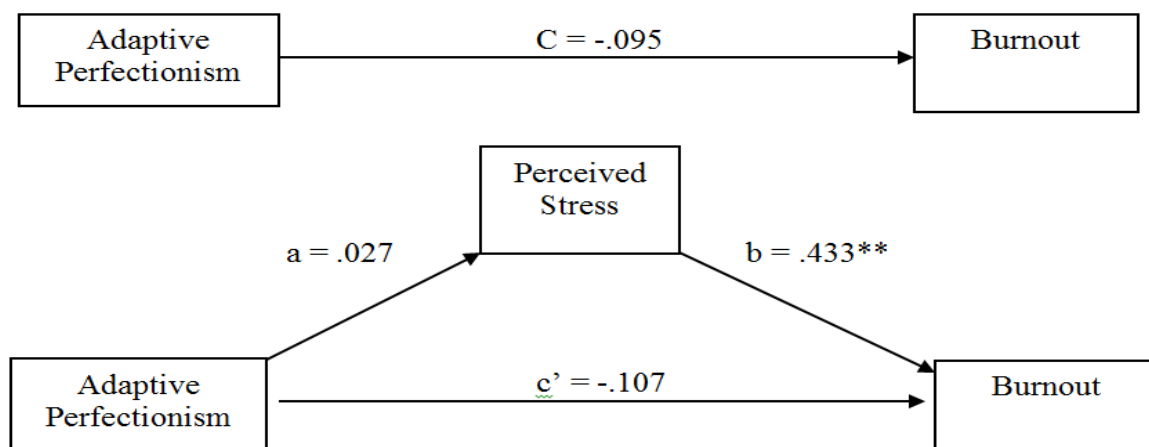 Adaptive
Perfectionism
C = -.095
Burnout
Perceived
Stress
a = .027
b = .433**
Adaptive
Perfectionism
c’ = -.107
Burnout